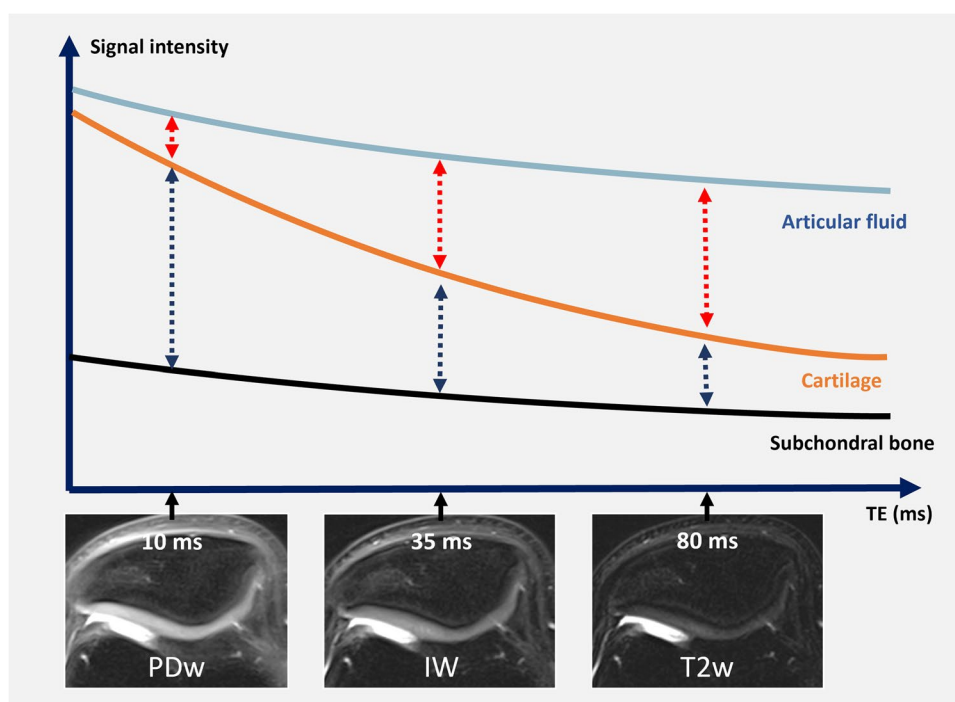 Signal intensity
Articular fluid
Cartilage
Subchondral bone
TE (ms)
10 ms
35 ms
80 ms
PDw
IW
T2w